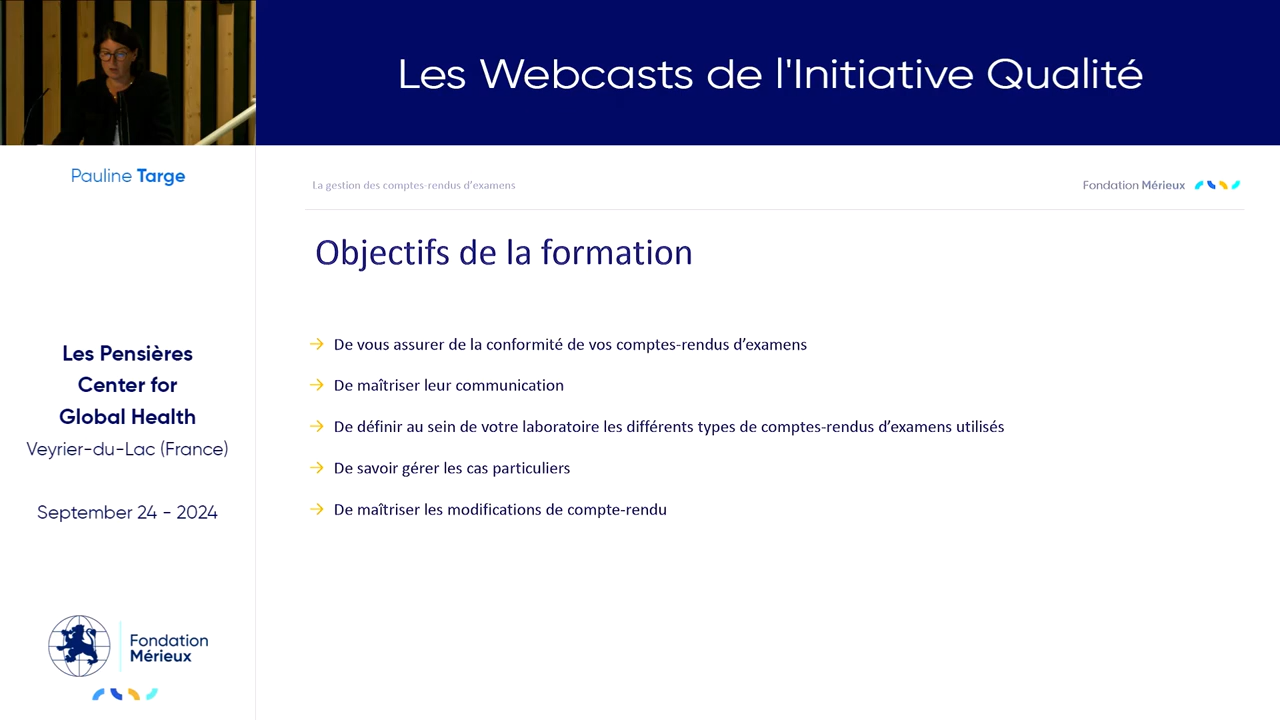 Les Webcasts de l'Initiative Qualité
Pauline Targe
Les Pensières
Center for
Global Health
Veyrier-du-Lac (France)
September 24 - 2024
Fondation
Mérieux
La gestion des comptes-rendus d’examens
Fondation Mérieux
Objectifs de la formation
De vous assurer de la conformité de vos comptes-rendus d’examens
De maîtriser leur communication
De définir au sein de votre laboratoire les différents types de comptes-rendus d’examens utilisés
De savoir gérer les cas particuliers
De maîtriser les modifications de compte-rendu